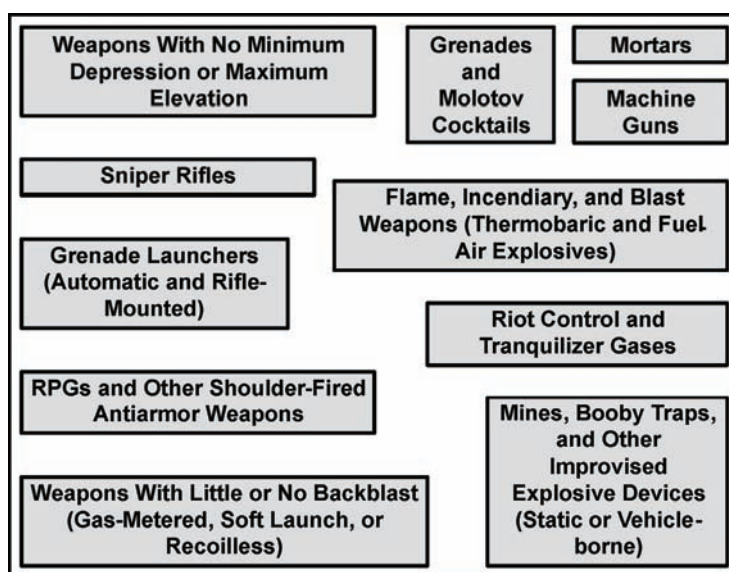 Weapons With No Minimum
Depression or Maximum
Elevation
Grenades
and
Molotov
Cocktails
Mortars
Machine
Guns
Sniper Rifles
Flame, Incendiary, and Blast
Weapons (Thermobaric and Fuel-
Air Explosives)
Grenade Launchers
(Automatic and Rifle-
Mounted)
Riot Control and
Tranquilizer Gases
RPGs and Other Shoulder-Fired
Antiarmor Weapons
Mines, Booby Traps,
and Other
Improvised
Explosive Devices
(Static or Vehicle-
borne)
Weapons With Little or No Backblast
(Gas-Metered, Soft Launch, or
Recoilless)